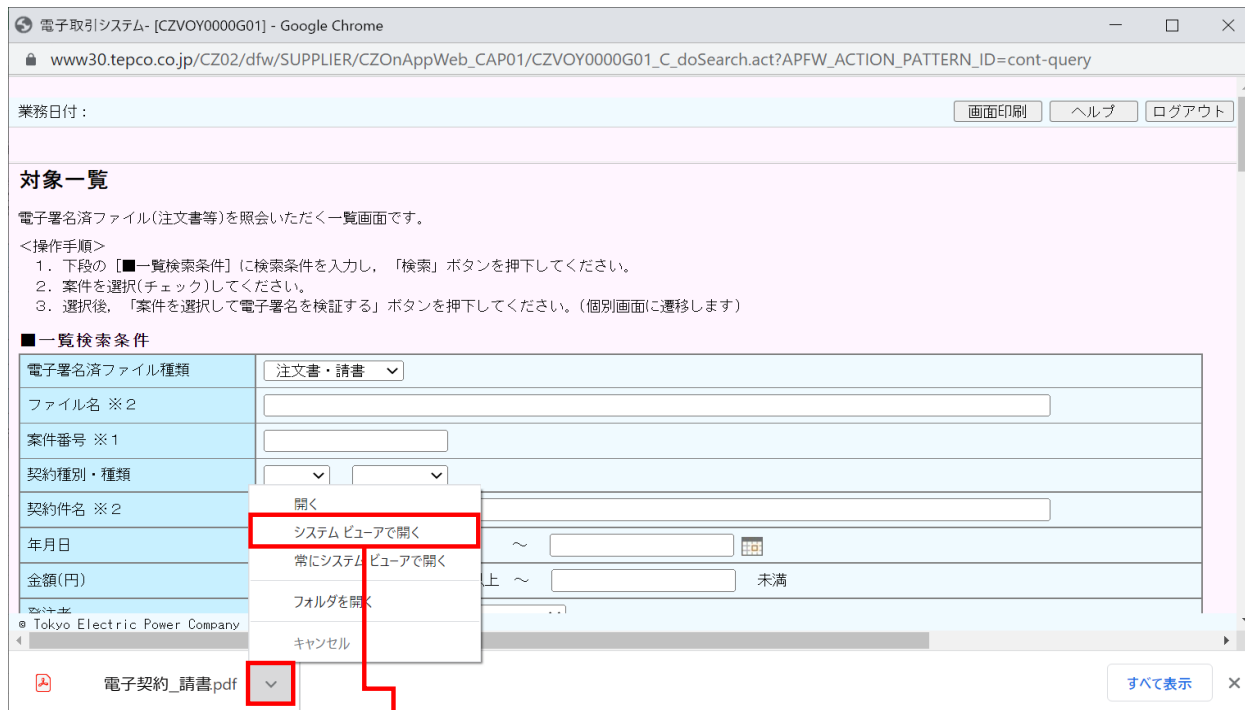 電子取引システム- [CZVOY0000G01] - Google Chrome
www30.tepco.co.jp/CZ02/dfw/SUPPLIER/CZOnAppWeb_CAP01/CZVOY0000G01_C_doSearch.act?APFW_ACTION_PATTERN_ID=cont-query
業務日付： 画面印刷 ヘルプ ログアウト
対象一覧
電子署名済ファイル(注文書等)を照会いただく一覧画面です。
＜操作手順＞
１．下段の［■一覧検索条件］に検索条件を入力し，「検索」ボタンを押下してください。
２．案件を選択(チェック)してください。
３．選択後，「案件を選択して電子署名を検証する」ボタンを押下してください。(個別画面に遷移します)
■一覧検索条件
電子署名済ファイル種類 注文書・請書
ファイル名 ※２
案件番号 ※１
契約種別・種類
契約件名 ※２
年月日 ～
金額(円) 以上 ～ 未満
発注者
開く
システム ビューアで開く
常にシステム ビューアで開く
フォルダを開く
キャンセル
© Tokyo Electric Power Company
電子契約_請書.pdf すべて表示